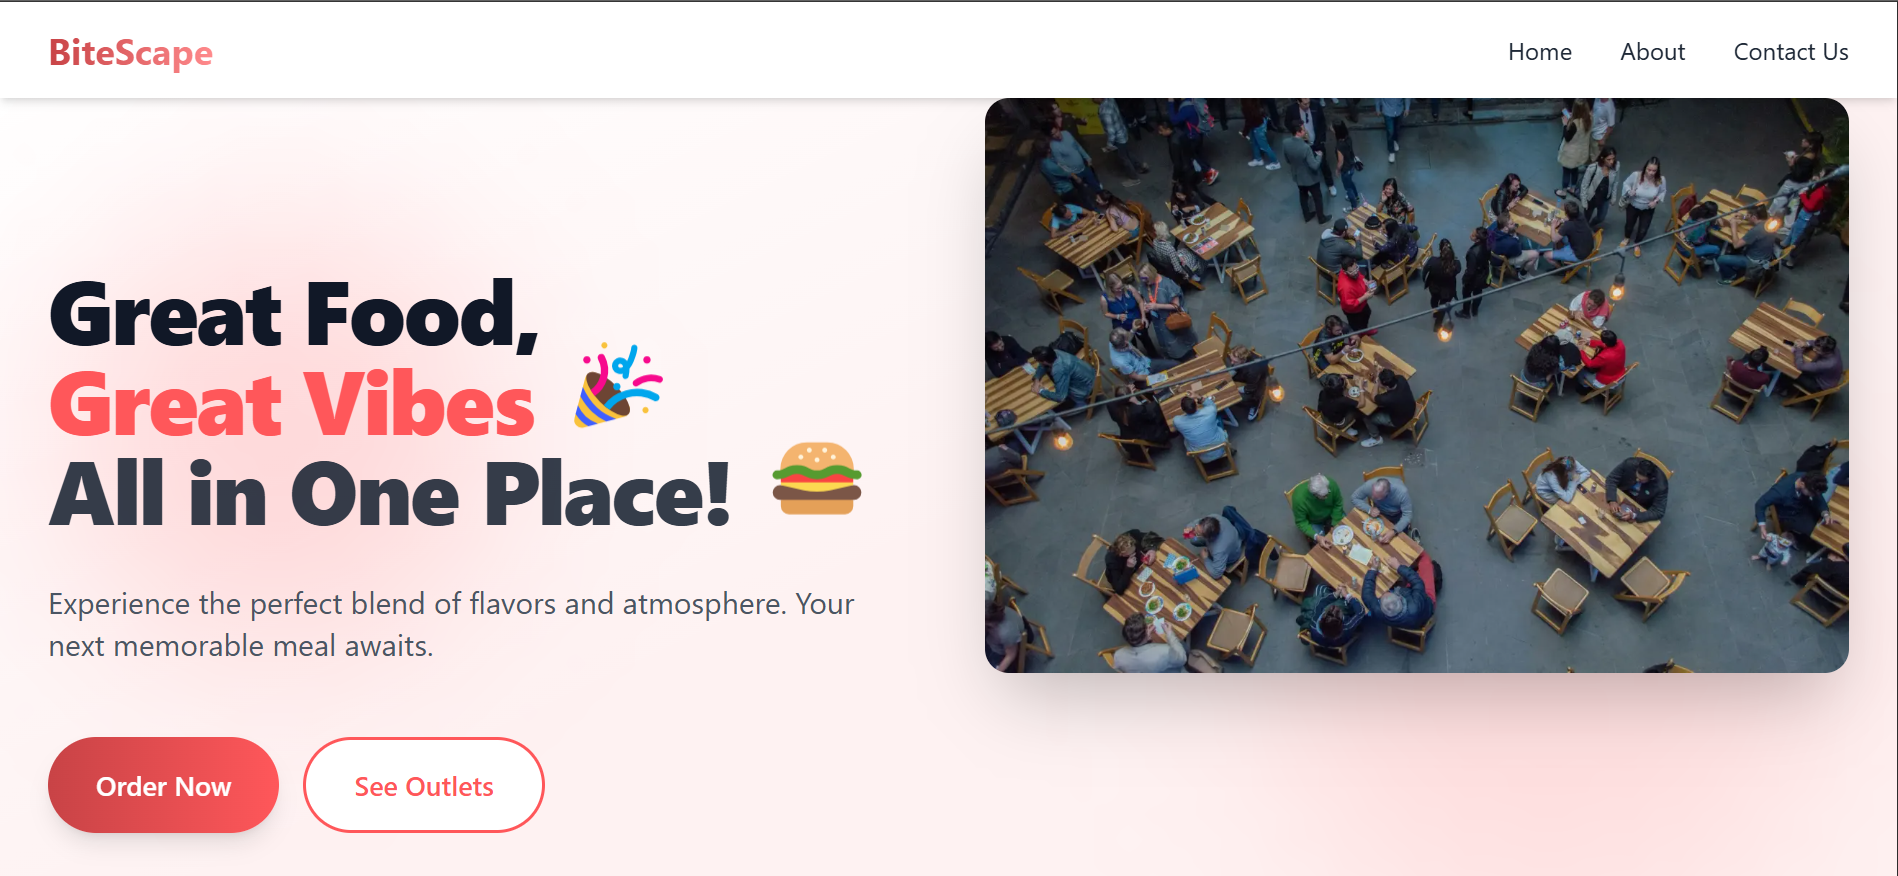 BiteScape
Home
About
Contact Us
Great Food,
Great Vibes 🎉
All in One Place! 🍔
Experience the perfect blend of flavors and atmosphere. Your
next memorable meal awaits.
Order Now
See Outlets